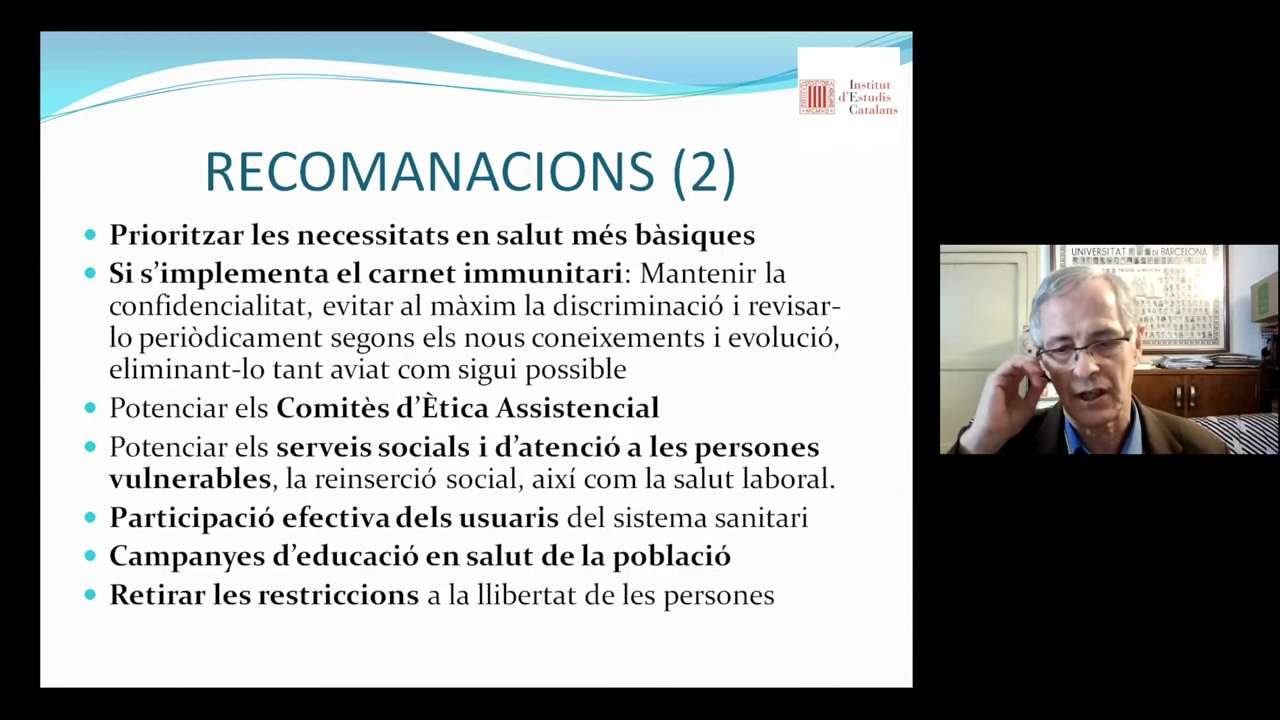 Institut
d'Estudis
Catalans
RECOMANACIONS (2)
• Prioritzar les necessitats en salut més bàsiques
• Si s’implementa el carnet immunitari: Mantenir la
confidencialitat, evitar al màxim la discriminació i revisar-
lo periòdicament segons els nous coneixements i evolució,
eliminant-lo tant aviat com sigui possible
• Potenciar els Comitès d’Ètica Assistencial
• Potenciar els serveis socials i d’atenció a les persones
vulnerables, la reinserció social, així com la salut laboral.
• Participació efectiva dels usuaris del sistema sanitari
• Campanyes d’educació en salut de la població
• Retirar les restriccions a la llibertat de les persones
UNIVERSITAT DE BARCELONA